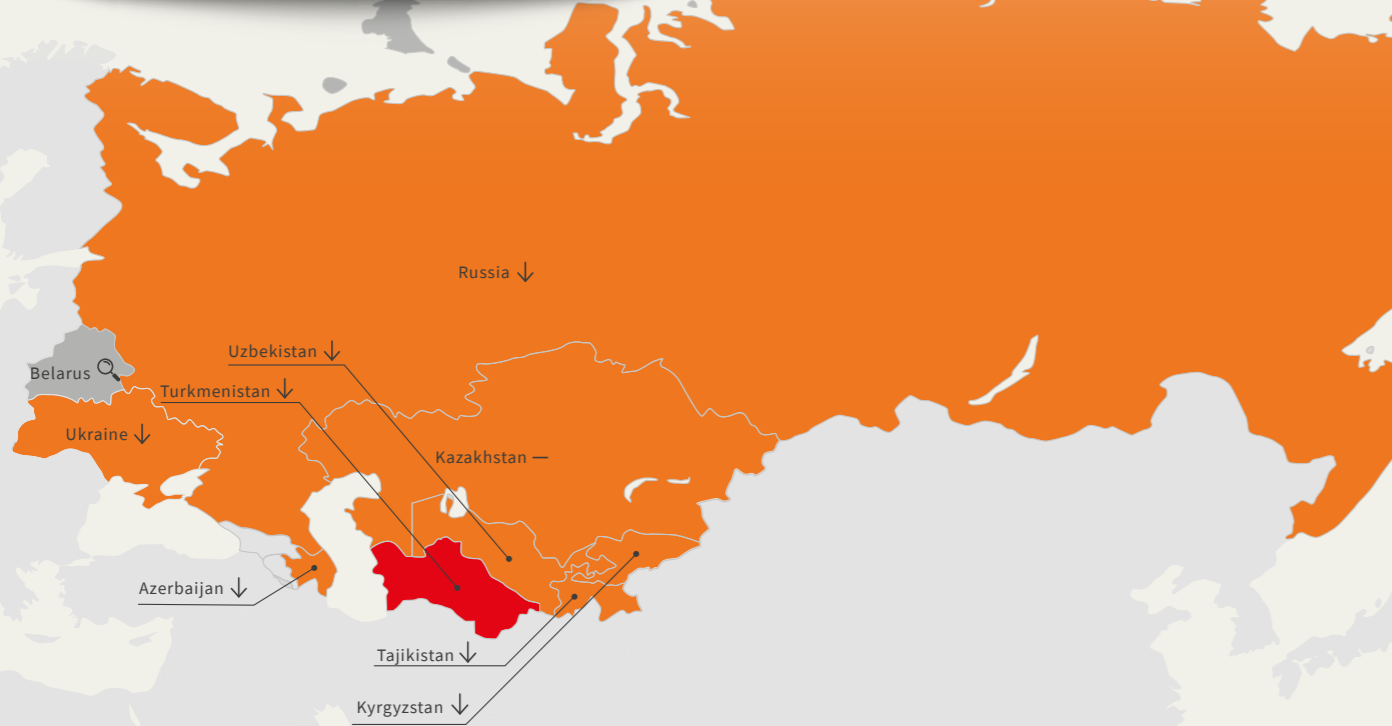 Russia
Uzbekistan
Belarus
Turkmenistan
Ukraine
Kazakhstan —
Azerbaijan
Tajikistan
Kyrgyzstan